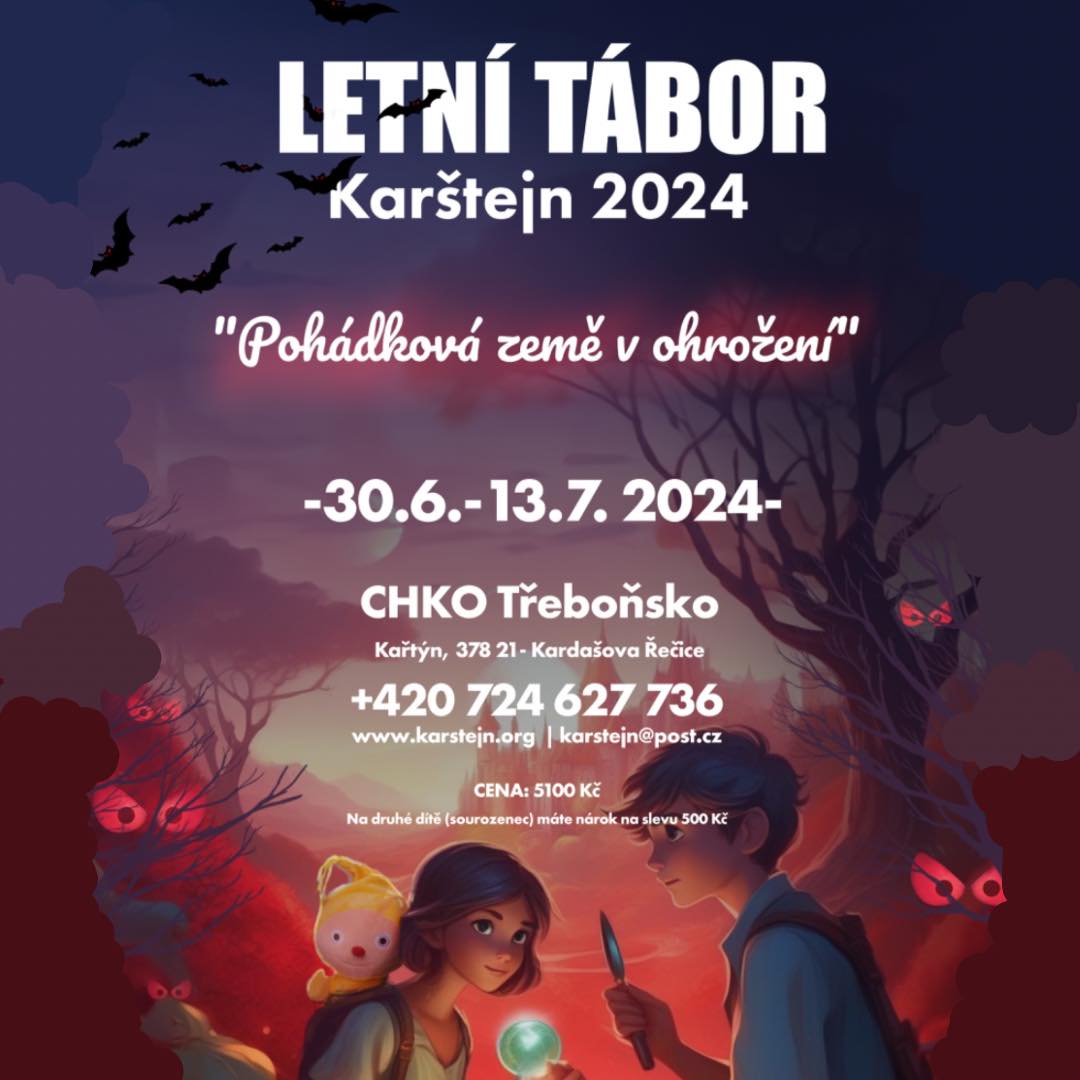 LETNÍ TÁBOR
Karštejn 2024
"Pohádková země v ohrožení"
-30.6.-13.7. 2024-
CHKO Třeboňsko
Kařtýn, 378 21- Kardašova Řečice
+420 724 627 736
www.karstejn.org | karstejn@post.cz
CENA: 5100 Kč
Na druhé dítě (sourozenec) máte nárok na slevu 500 Kč